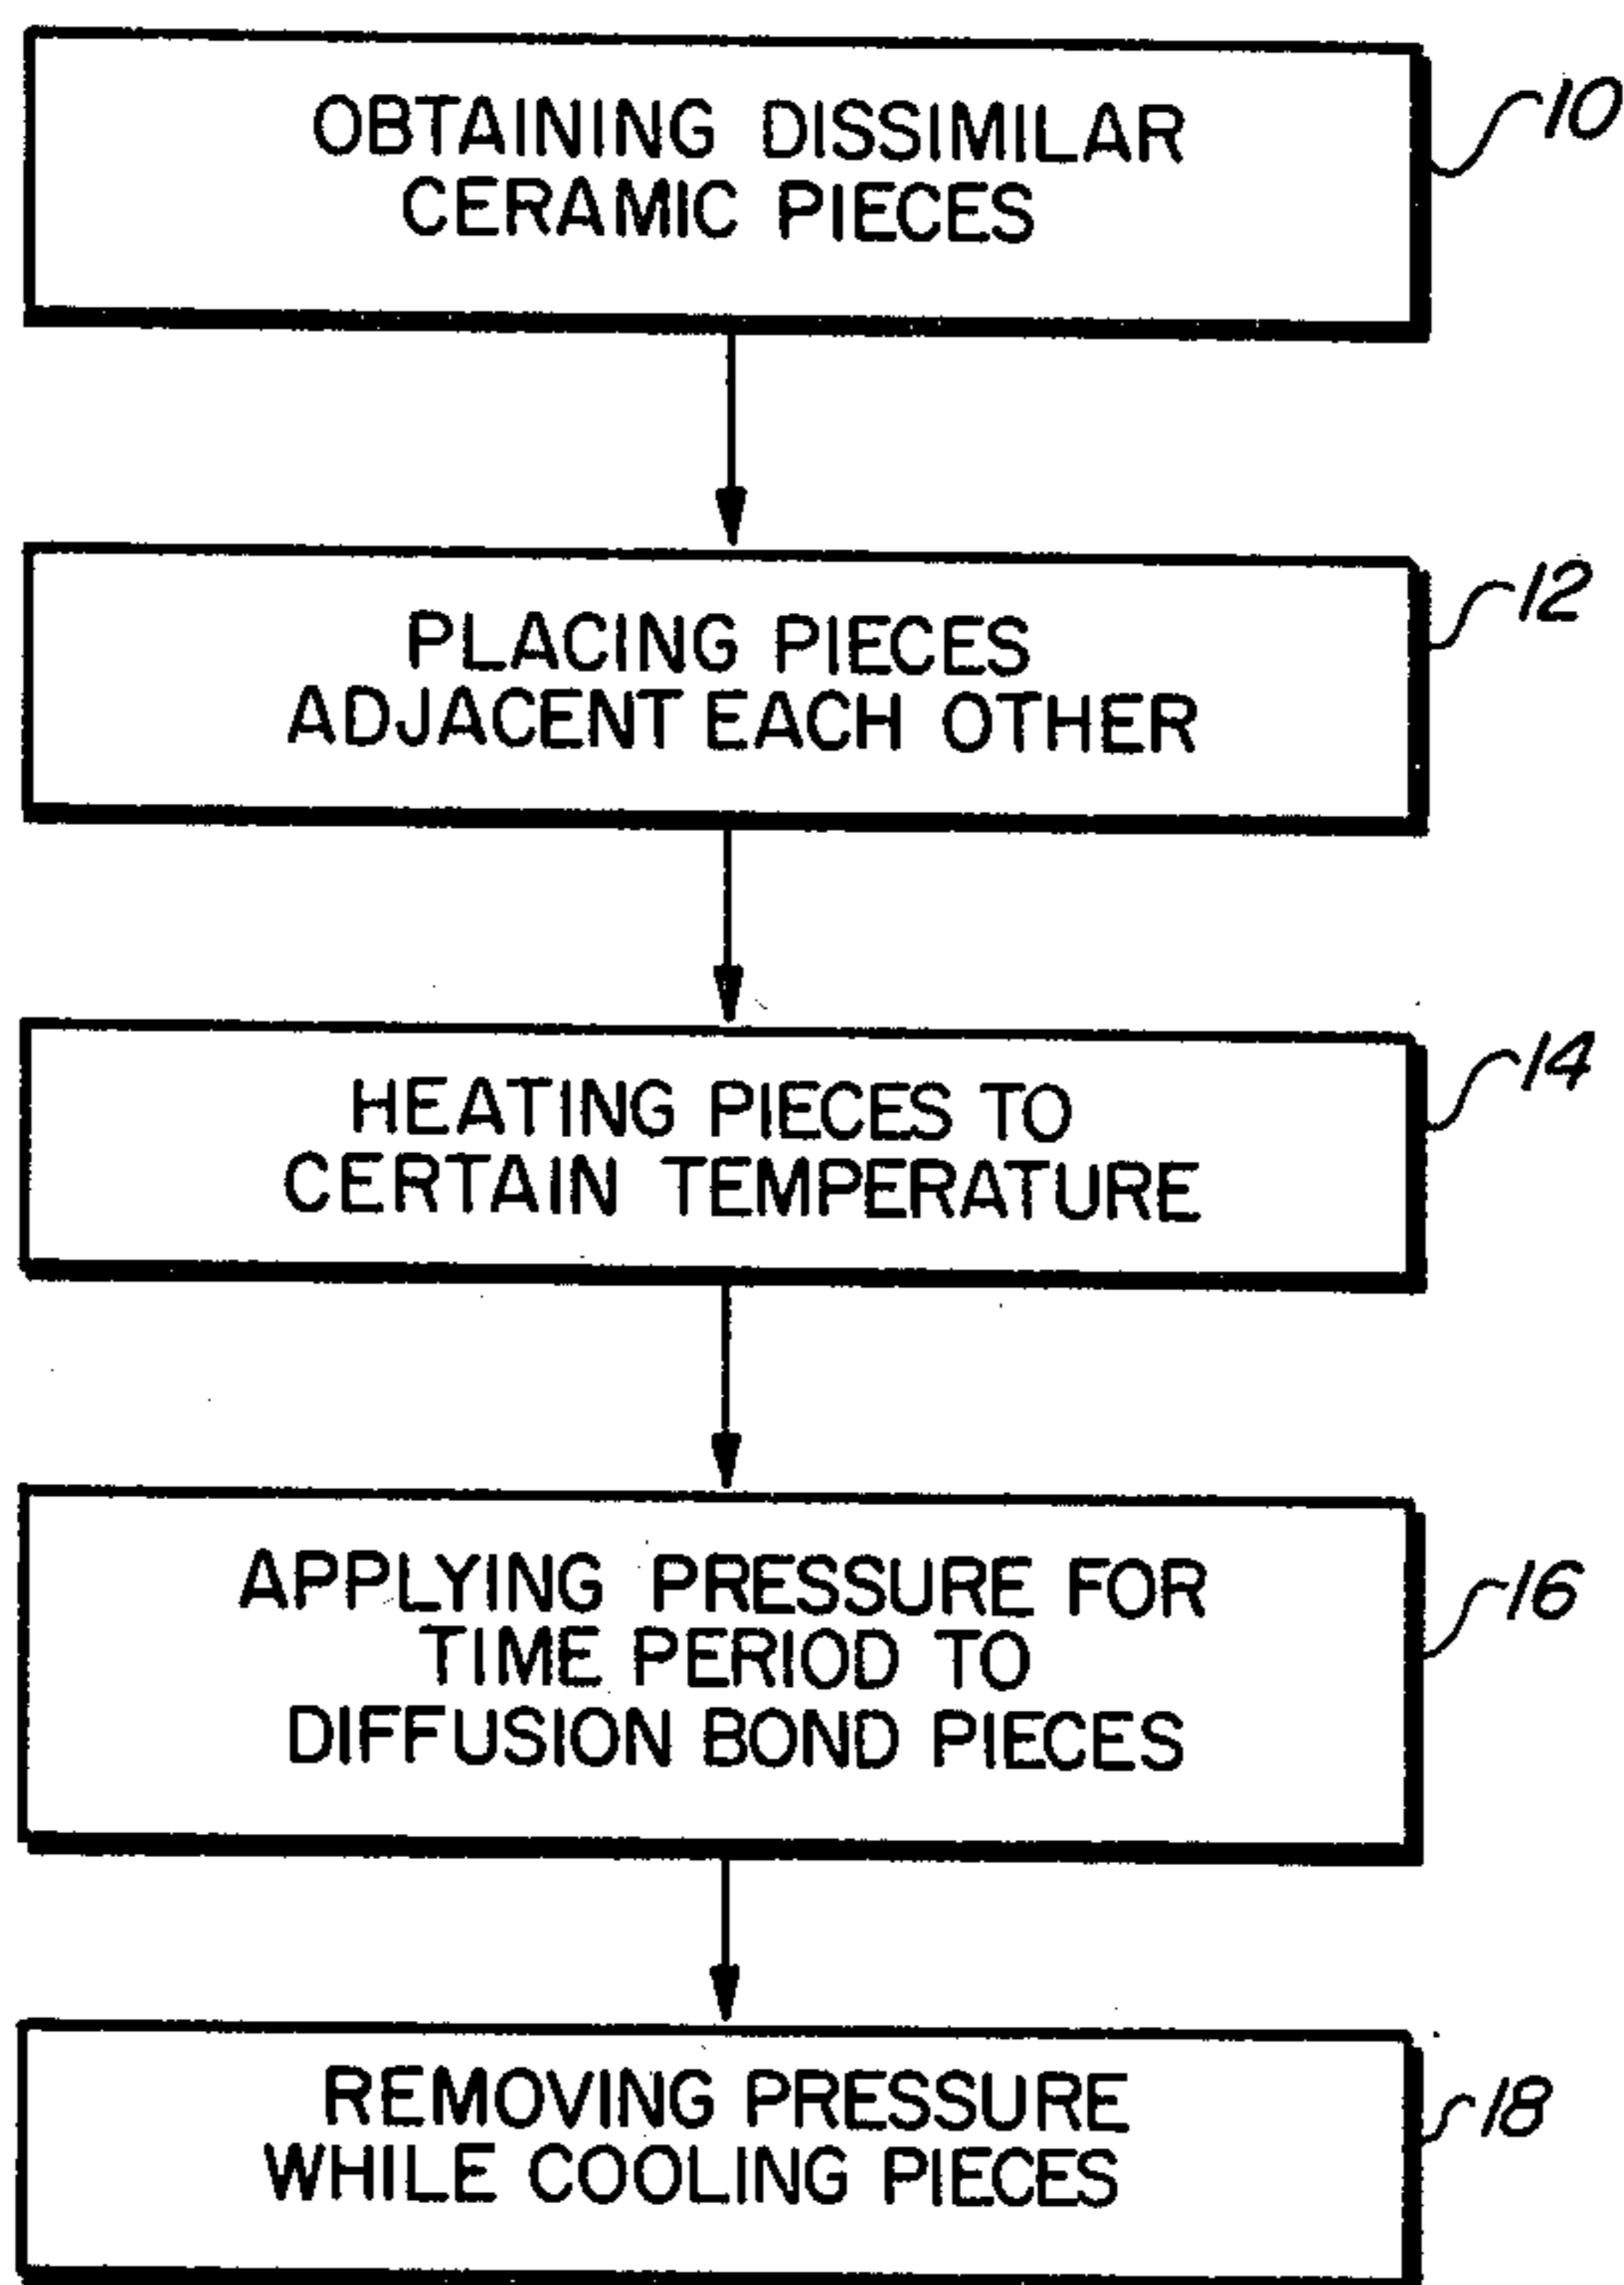 OBTAINING DISSIMILAR
CERAMIC PIECES
10
PLACING PIECES
ADJACENT EACH OTHER
12
HEATING PIECES TO
CERTAIN TEMPERATURE
14
APPLYING PRESSURE FOR
TIME PERIOD TO
DIFFUSION BOND PIECES
16
REMOVING PRESSURE
WHILE COOLING PIECES
18